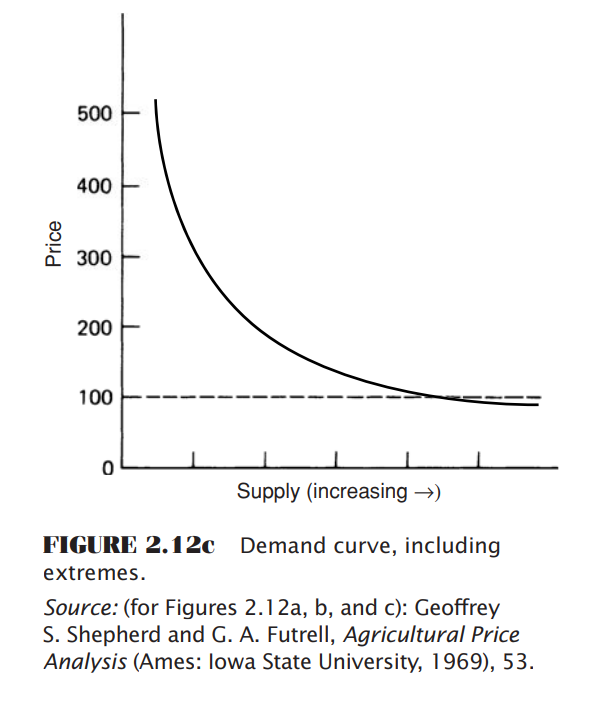 500
400
300
200
100
0
Price
Supply (increasing →)
FIGURE 2.12c Demand curve, including
extremes.
Source: (for Figures 2.12a, b, and c): Geoffrey
S. Shepherd and G. A. Futrell, Agricultural Price
Analysis (Ames: Iowa State University, 1969), 53.